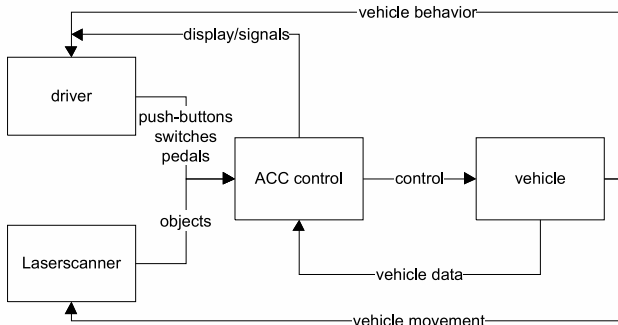 vehicle behavior
display/signals
driver
push-buttons
switches
pedals
ACC control
control
vehicle
objects
Laserscanner
vehicle data
vehicle movement